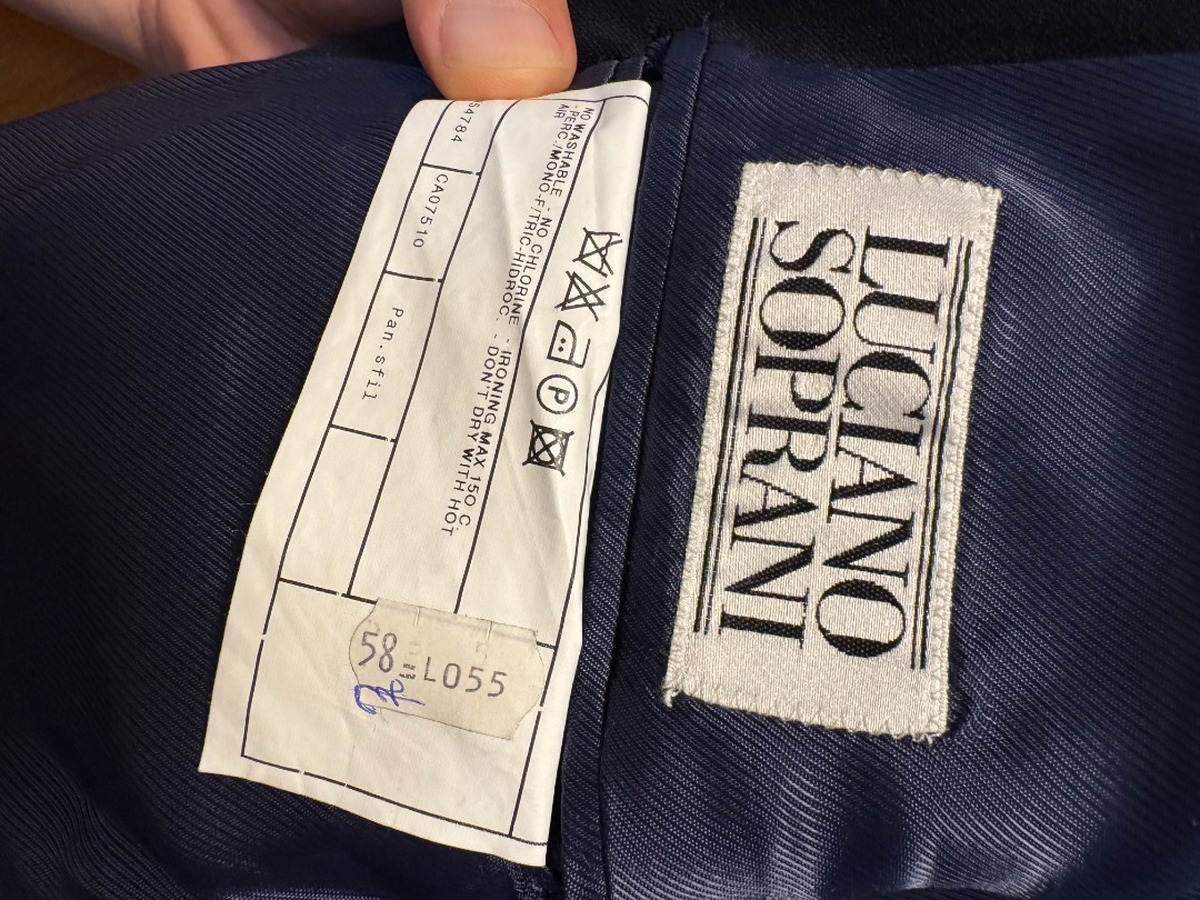 LUCIANO
SOPRANI
P
NO WASHABLE - NO CHLORINE - IRONING MAX 150 C.
-PERC./MONO-F/TRIC-HIDROC. - DON'T DRY WITH HOT
AIR
54784
CA07510
Pan.sfil
58=L055